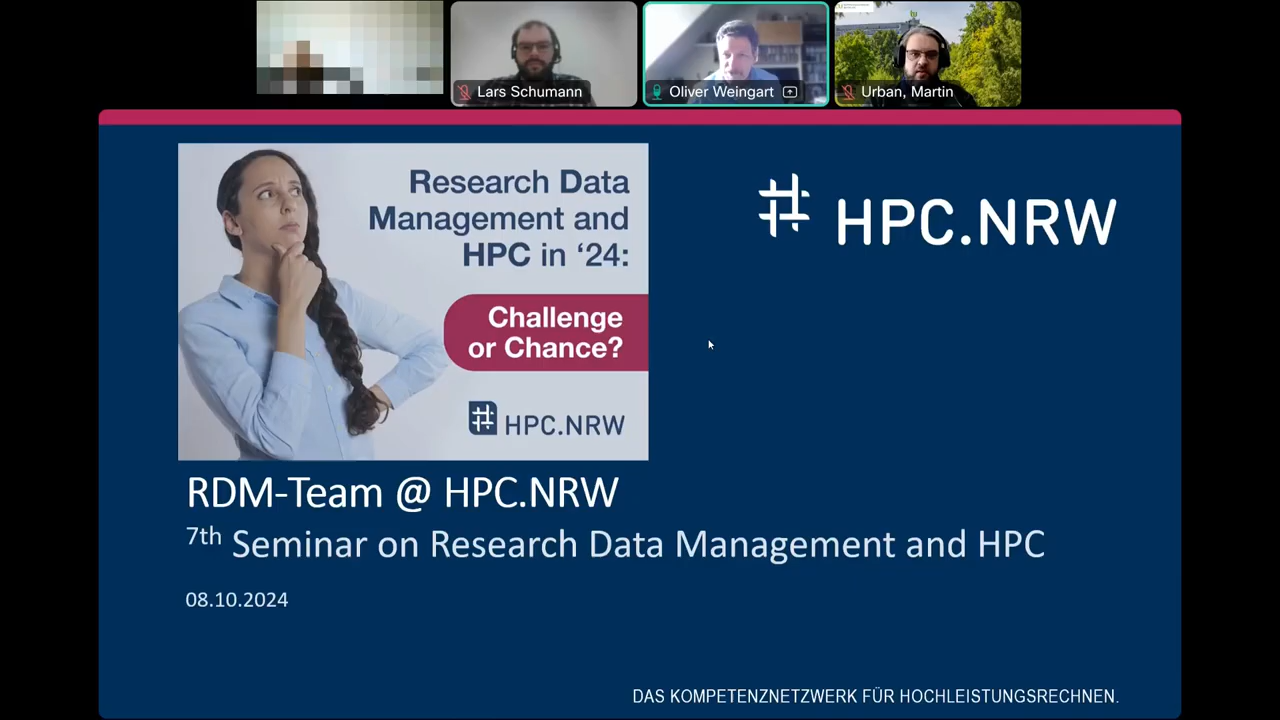 Lars Schumann
Oliver Weingart
Urban, Martin
Research Data
Management and
HPC in ‘24:
Challenge
or Chance?
HPC.NRW
HPC.NRW
RDM-Team @ HPC.NRW
7th Seminar on Research Data Management and HPC
08.10.2024
DAS KOMPETENZNETZWERK FÜR HOCHLEISTUNGSRECHNEN.